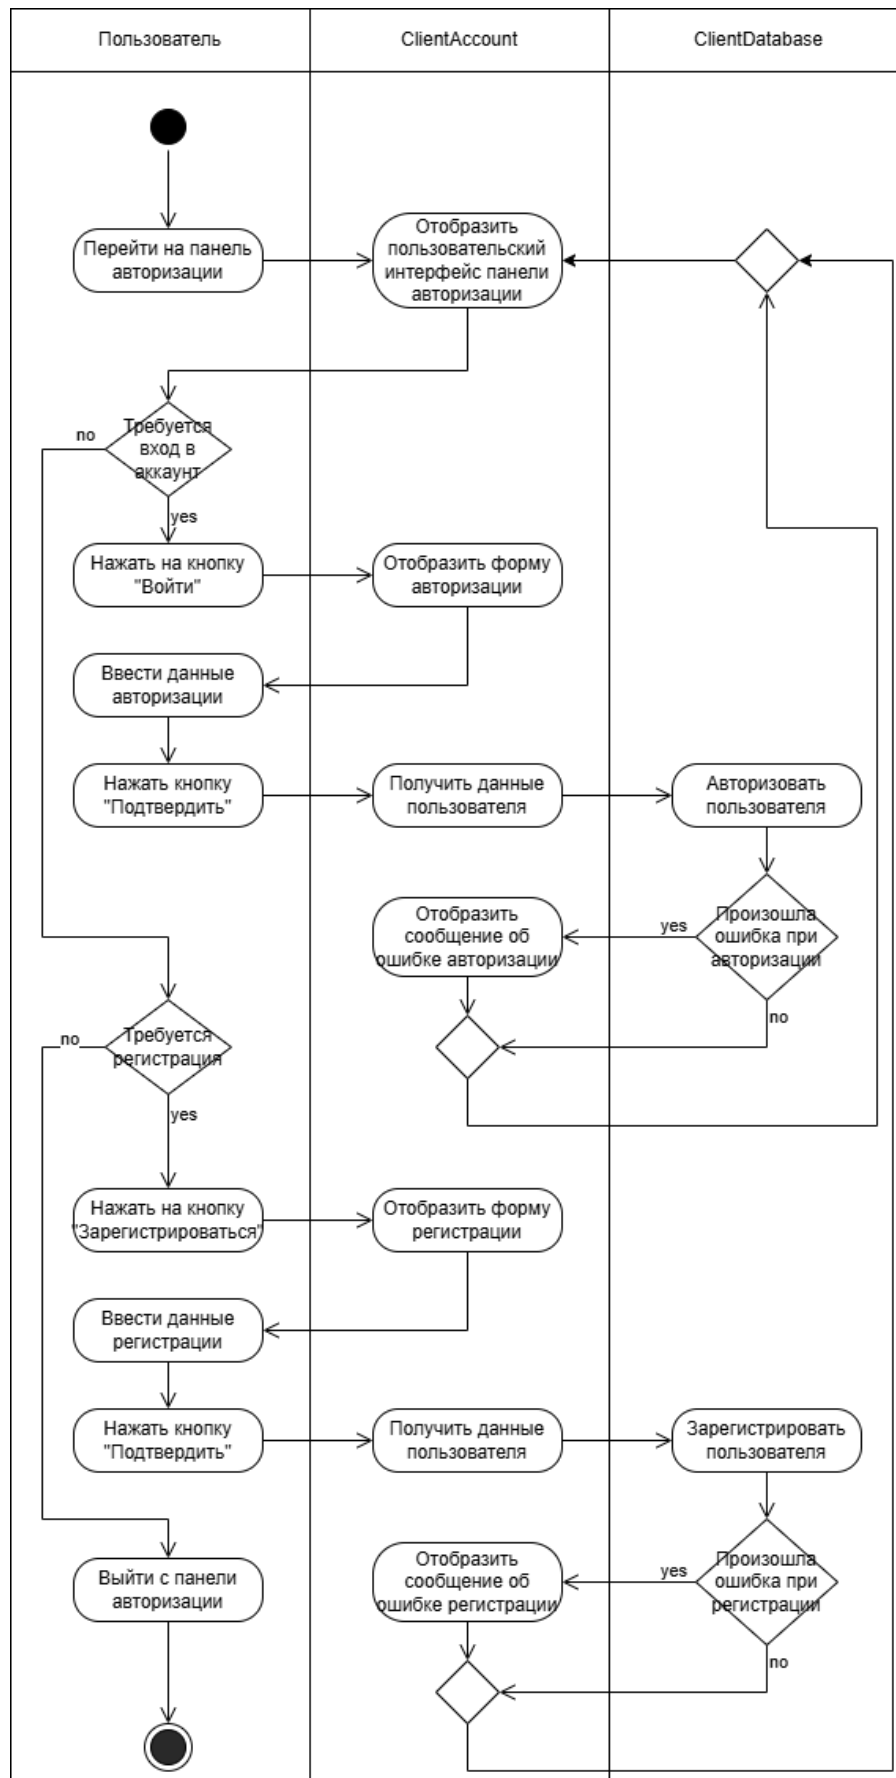 Пользователь
ClientAccount
ClientDatabase
Перейти на панель
авторизации
Отобразить
пользовательский
интерфейс панели
авторизации
Требуется
вход в
аккаунт
no
yes
Нажать на кнопку
"Войти"
Отобразить форму
авторизации
Ввести данные
авторизации
Нажать кнопку
"Подтвердить"
Получить данные
пользователя
Авторизовать
пользователя
Отобразить
сообщение об
ошибке авторизации
yes
Произошла
ошибка при
авторизации
no
Требуется
регистрация
no
yes
Нажать на кнопку
"Зарегистрироваться"
Отобразить форму
регистрации
Ввести данные
регистрации
Нажать кнопку
"Подтвердить"
Получить данные
пользователя
Зарегистрировать
пользователя
Выйти с панели
авторизации
Отобразить
сообщение об
ошибке регистрации
yes
Произошла
ошибка при
регистрации
no